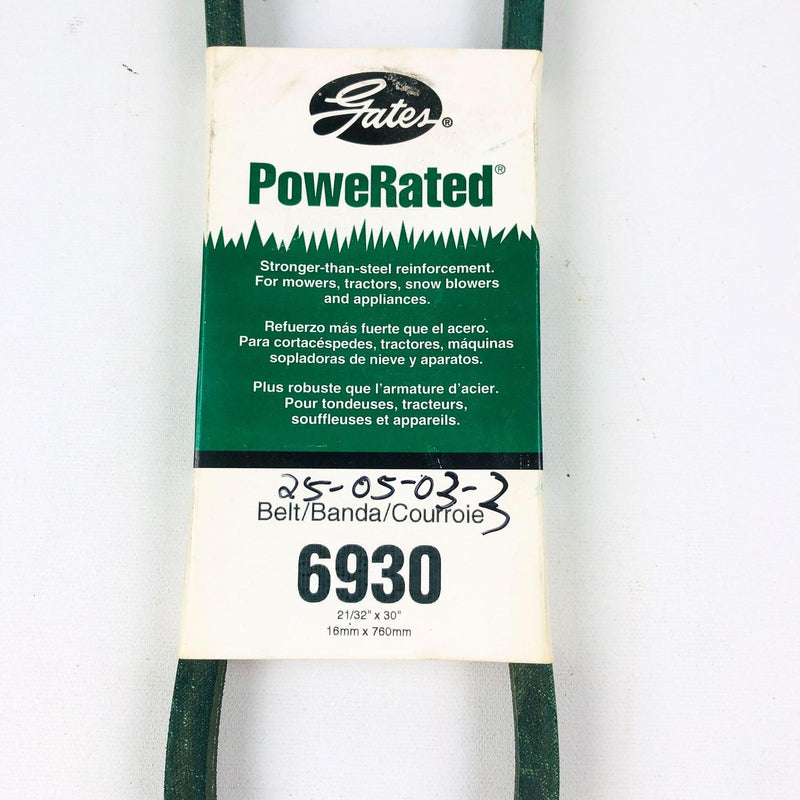 Gates®
PoweRated®
Stronger-than-steel reinforcement.
For mowers, tractors, snow blowers
and appliances.
Refuerzo más fuerte que el acero.
Para cortacéspedes, tractores, máquinas
sopladoras de nieve y aparatos.
Plus robuste que l'armature d'acier.
Pour tondeuses, tracteurs,
souffleuses et appareils.
25-05-03-3
Belt/Banda/Courroie
6930
21/32" x 30"
16mm x 760mm